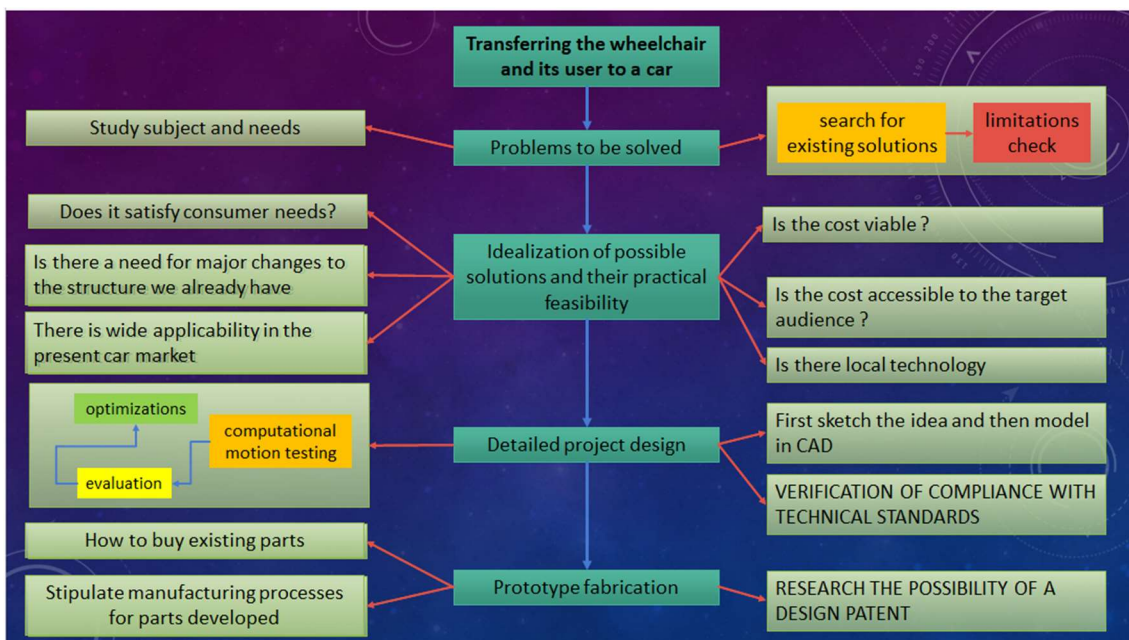 Transferring the wheelchair
and its user to a car
Study subject and needs
Problems to be solved
search for
existing solutions
limitations
check
Does it satisfy consumer needs?
Is there a need for major changes to
the structure we already have
There is wide applicability in the
present car market
Idealization of possible
solutions and their practical
feasibility
Is the cost viable ?
Is the cost accessible to the target
audience ?
Is there local technology
optimizations
computational
motion testing
evaluation
Detailed project design
First sketch the idea and then model
in CAD
VERIFICATION OF COMPLIANCE WITH
TECHNICAL STANDARDS
How to buy existing parts
Stipulate manufacturing processes
for parts developed
Prototype fabrication
RESEARCH THE POSSIBILITY OF A
DESIGN PATENT